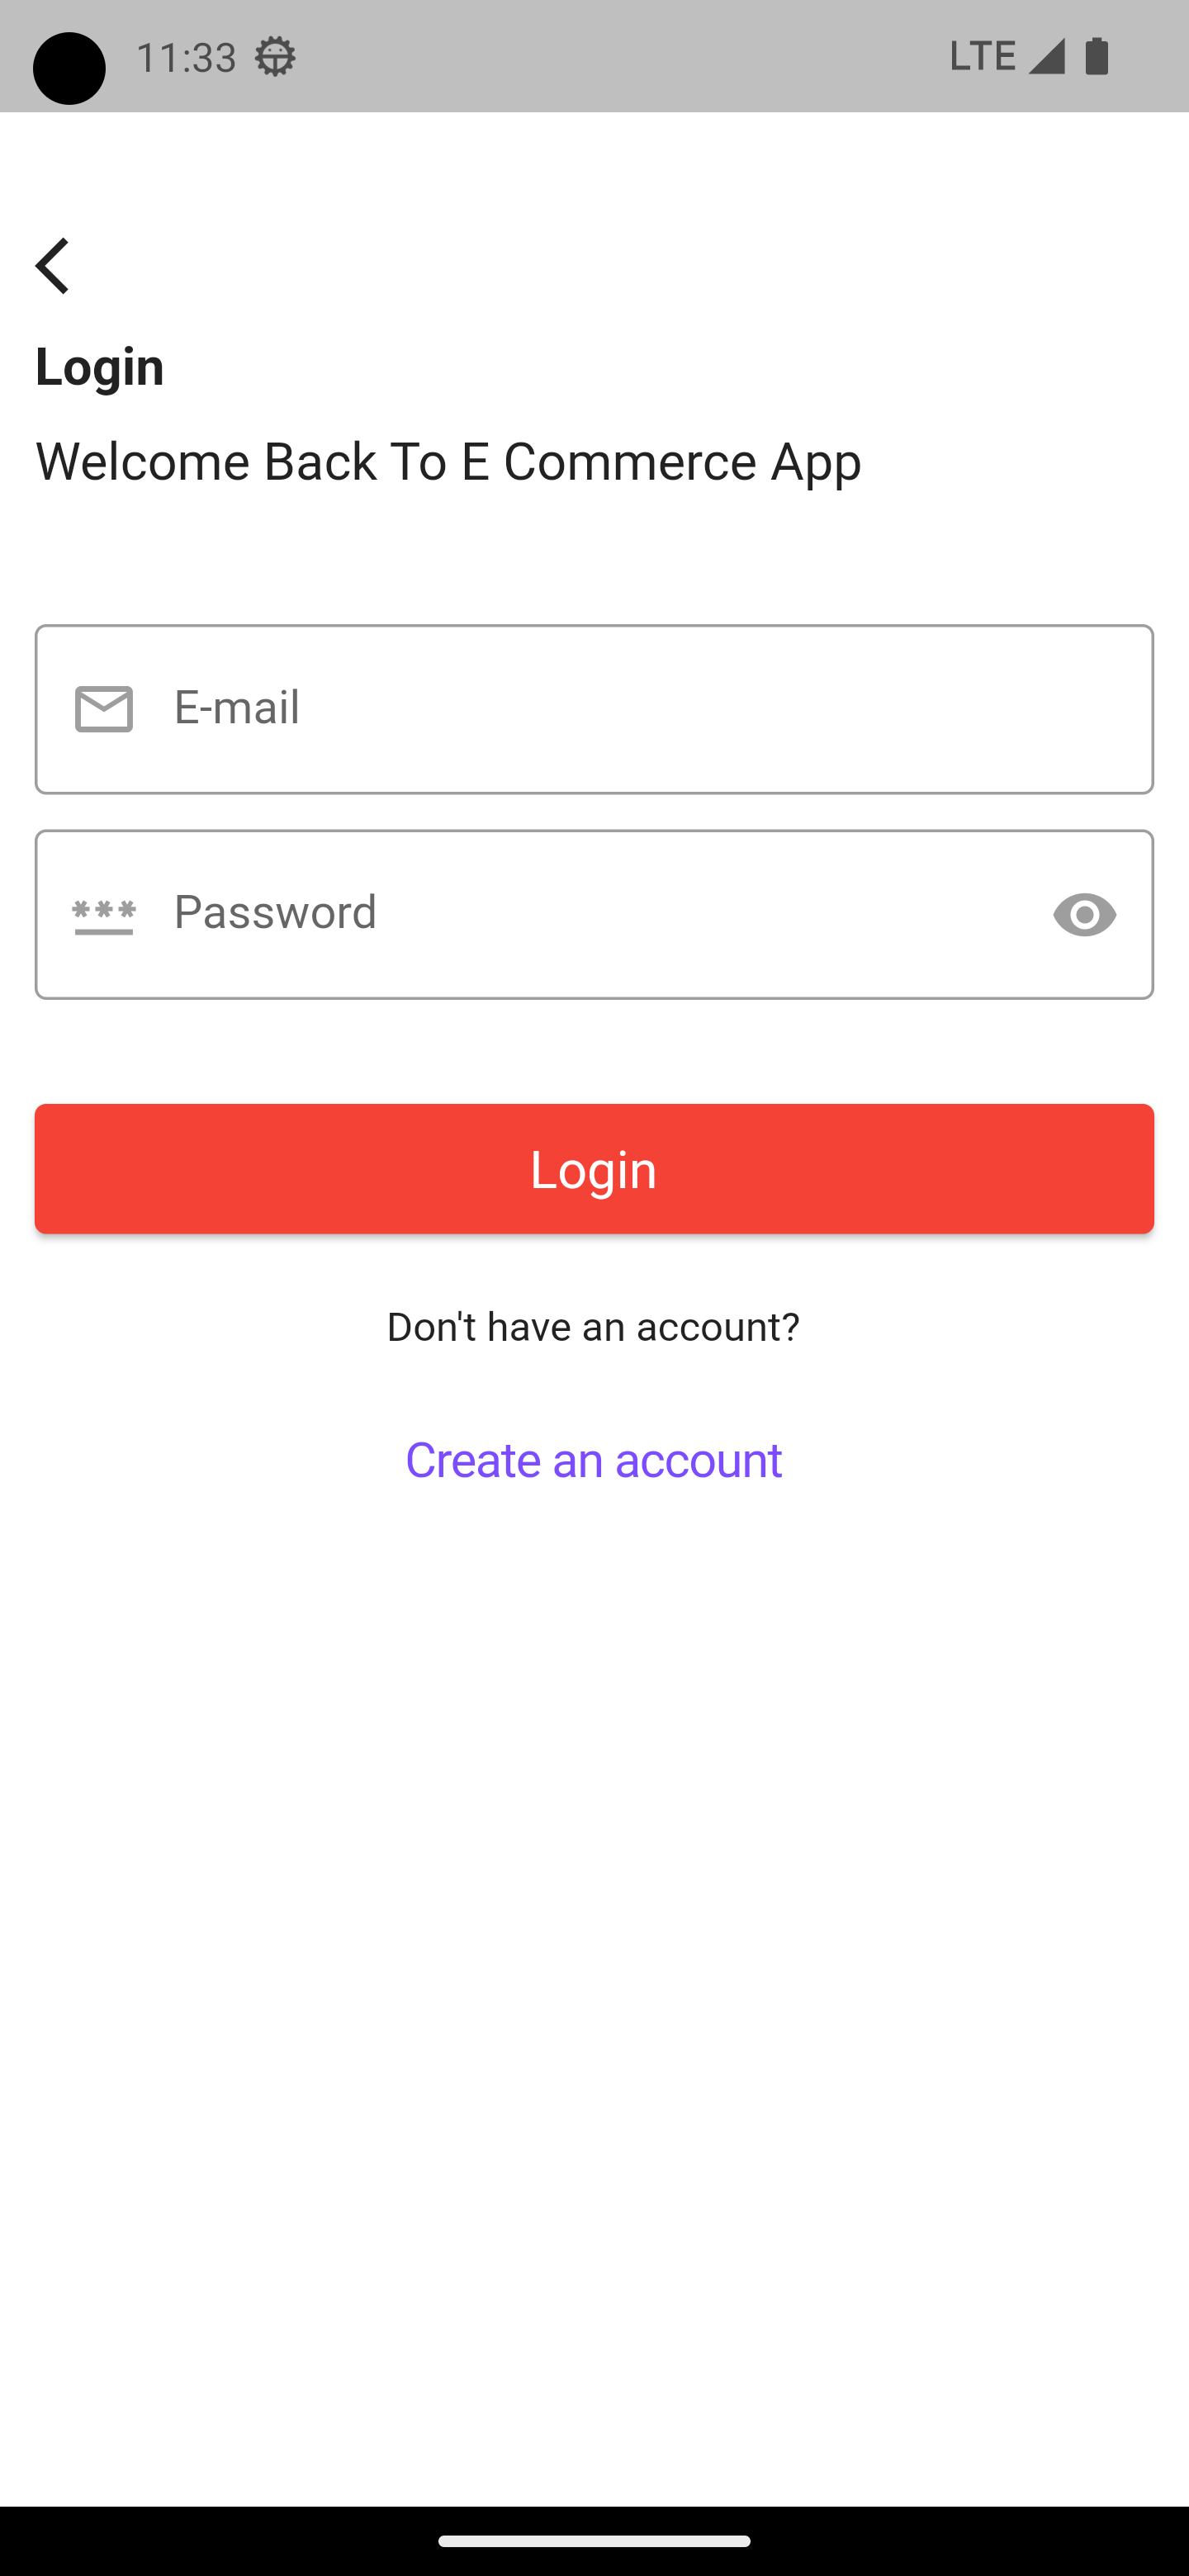 11:33 LTE
Login
Welcome Back To E Commerce App
E-mail
*** Password
Login
Don't have an account?
Create an account